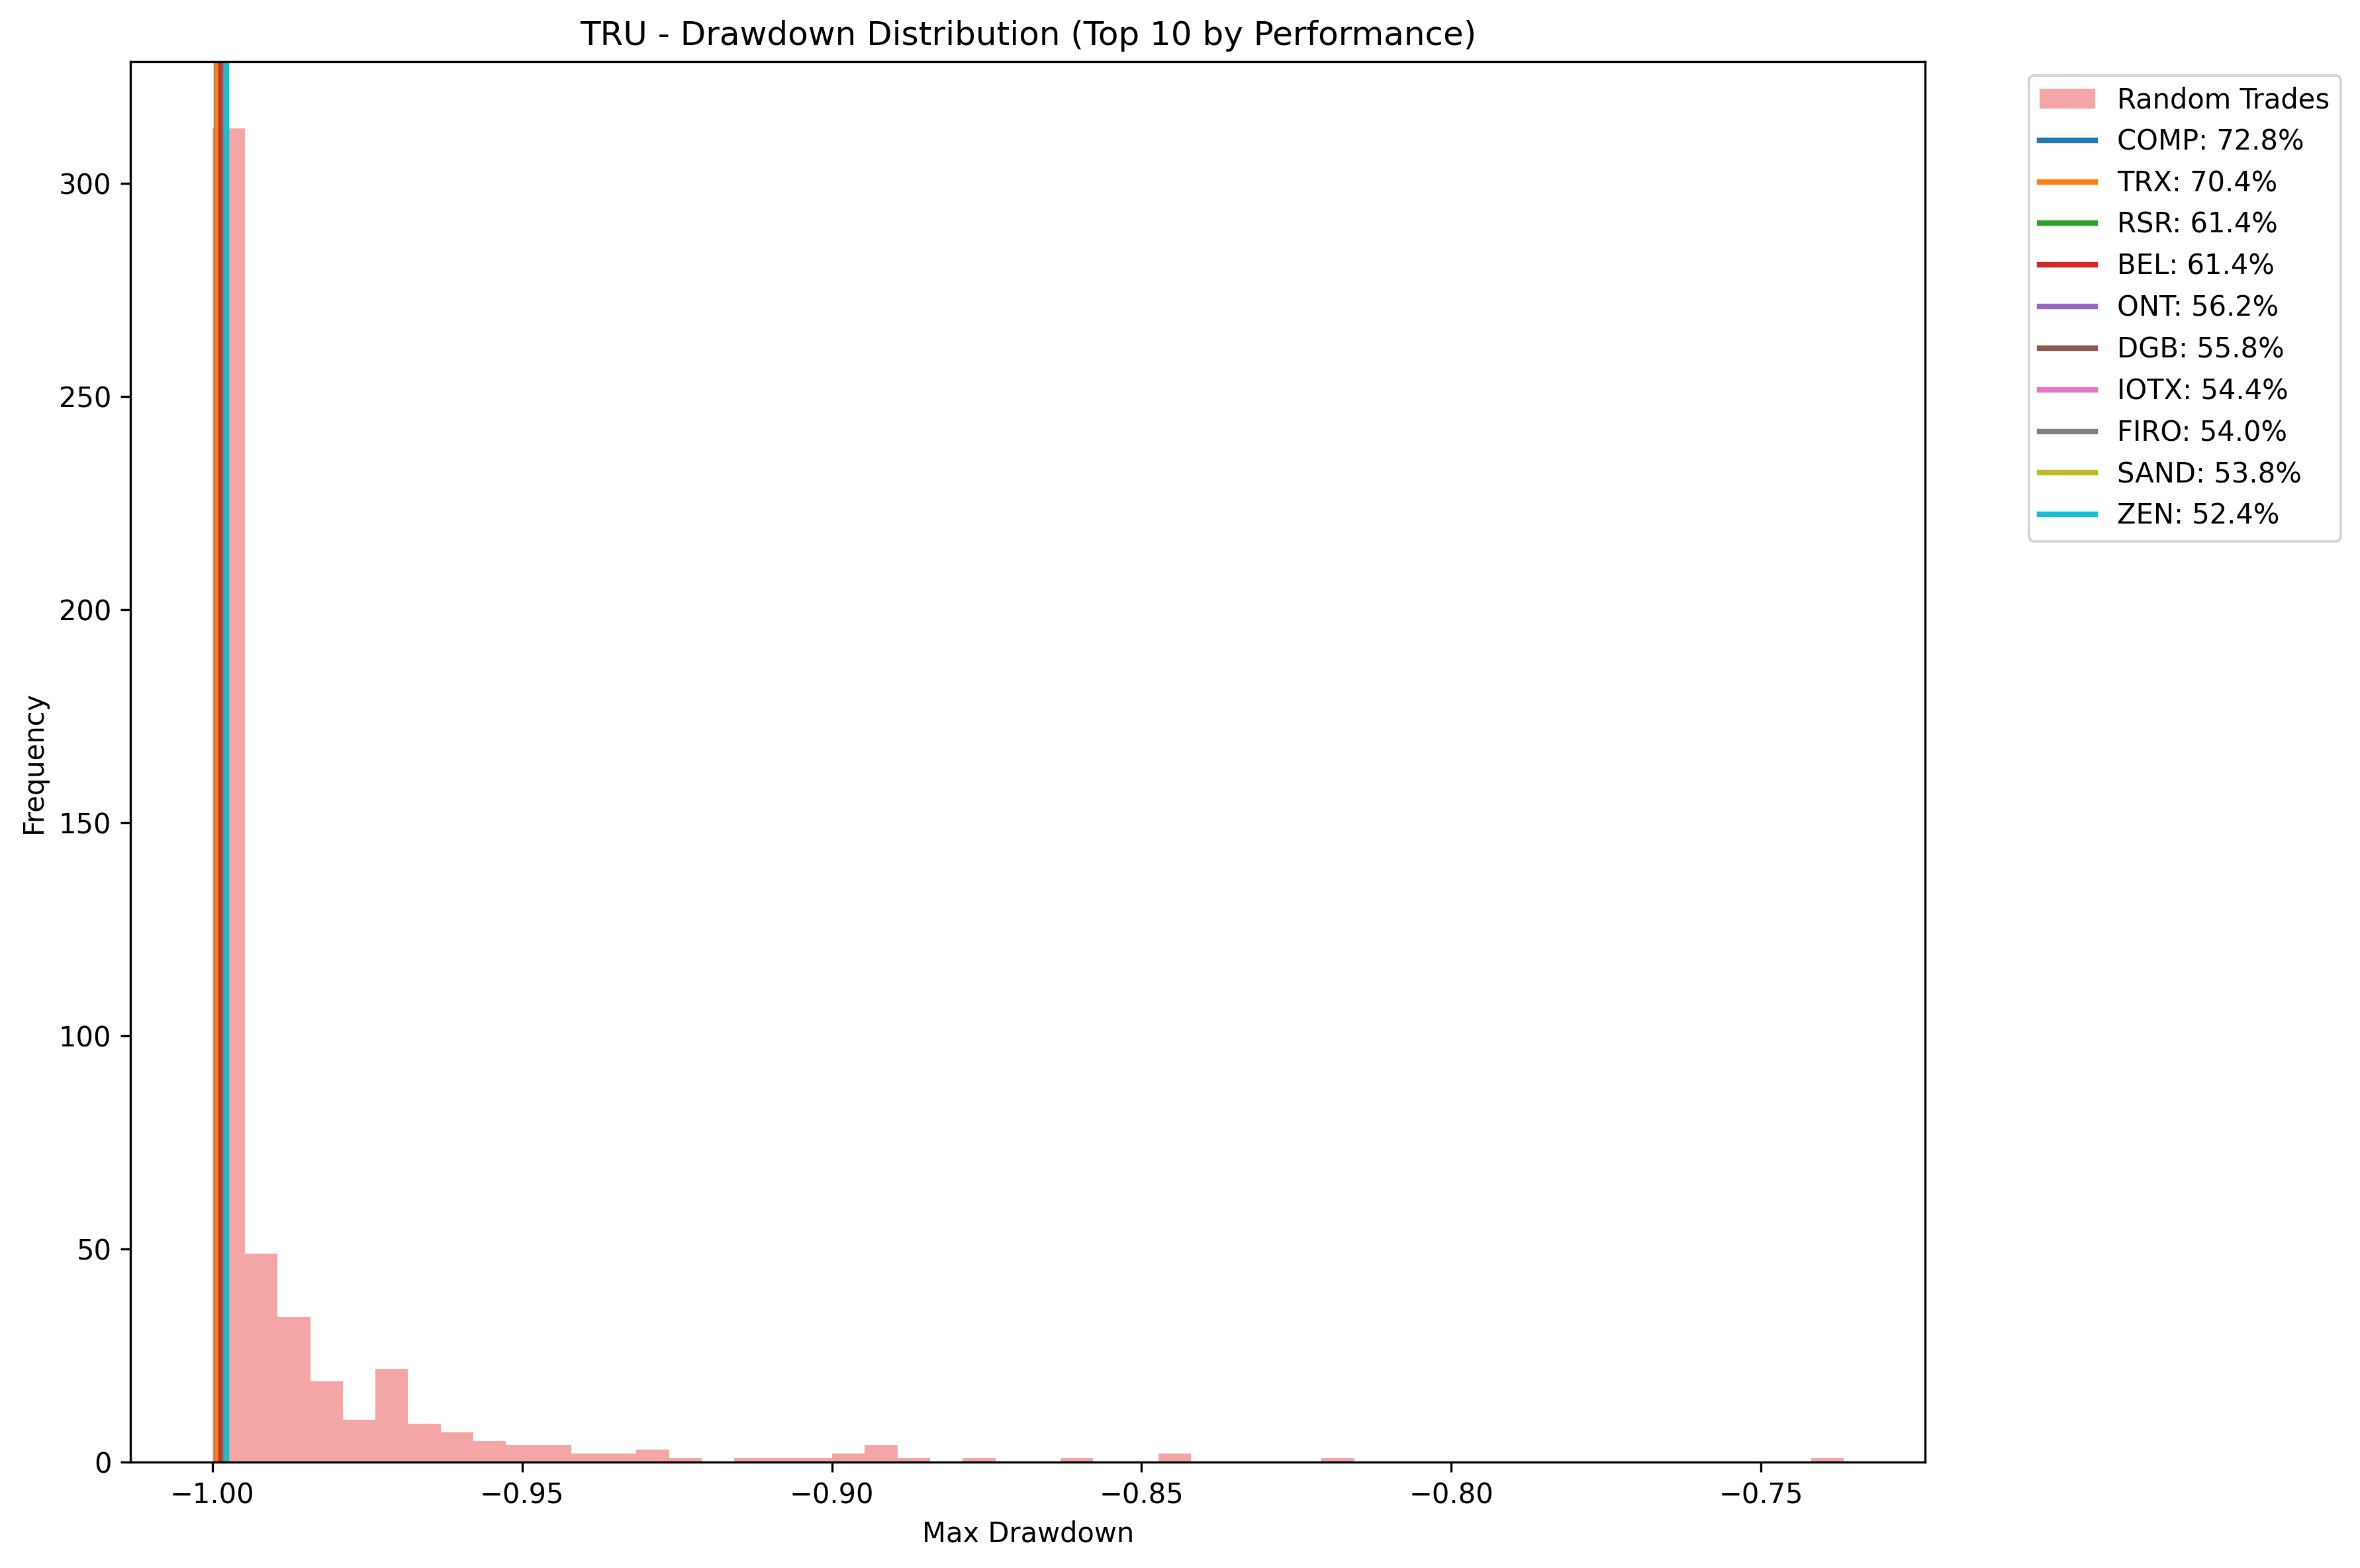 TRU - Drawdown Distribution (Top 10 by Performance)
Random Trades
COMP: 72.8%
TRX: 70.4%
RSR: 61.4%
BEL: 61.4%
ONT: 56.2%
DGB: 55.8%
IOTX: 54.4%
FIRO: 54.0%
SAND: 53.8%
ZEN: 52.4%
Frequency
300
250
200
150
100
50
0
−1.00 −0.95 −0.90 −0.85 −0.80 −0.75
Max Drawdown